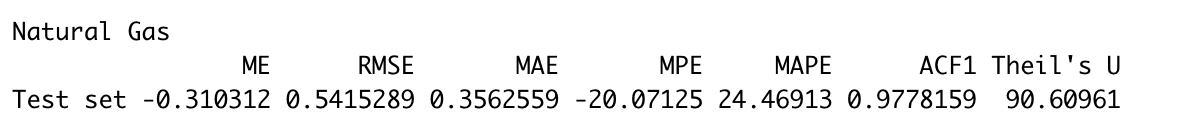 Natural Gas
ME RMSE MAE MPE MAPE ACF1 Theil's U
Test set -0.310312 0.5415289 0.3562559 -20.07125 24.46913 0.9778159 90.60961